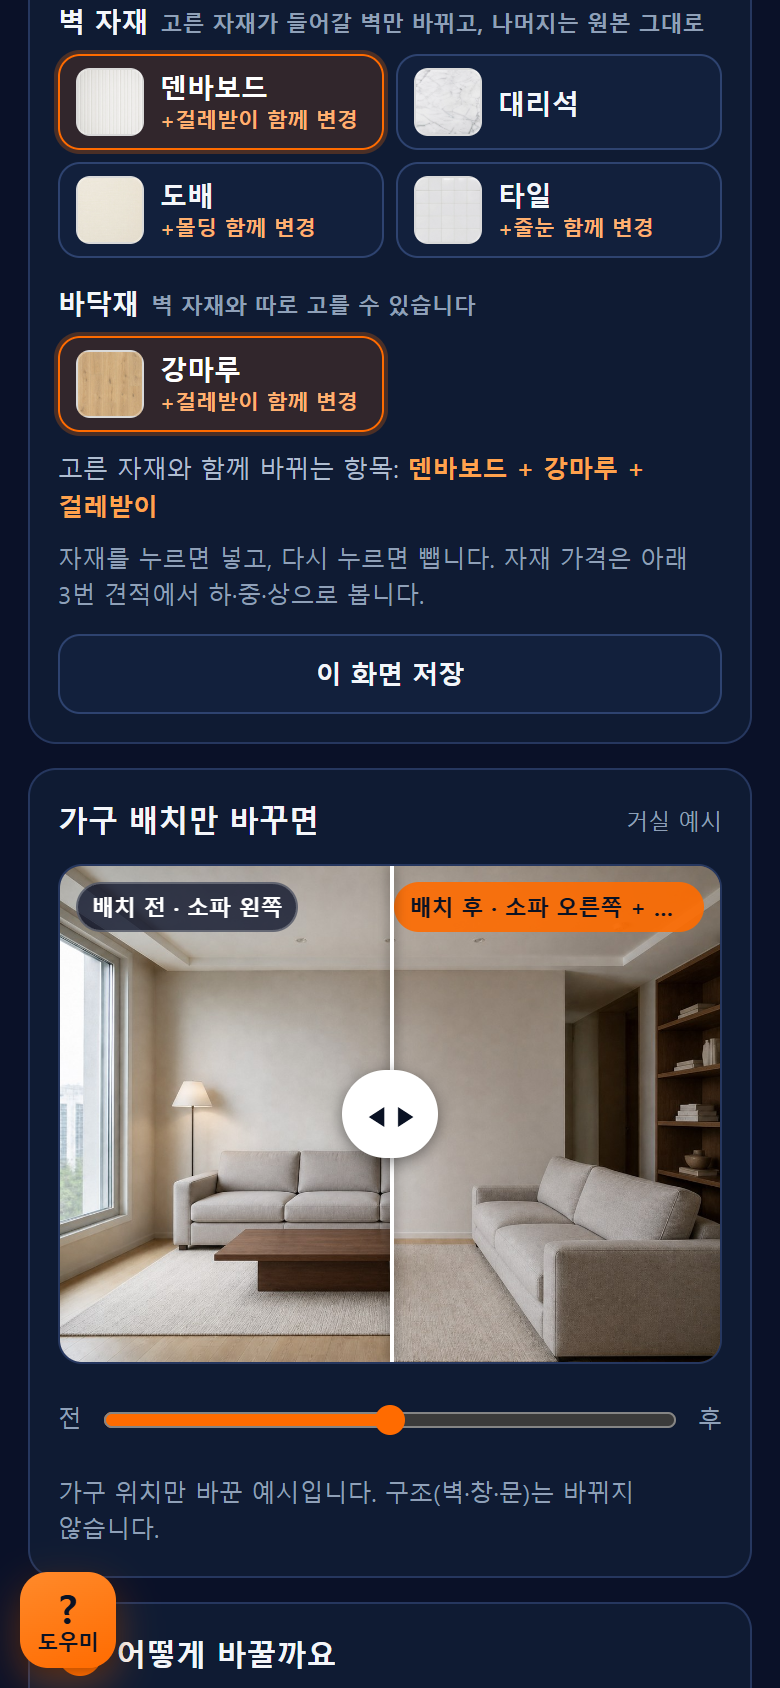 벽 자재 고른 자재가 들어갈 벽만 바뀌고, 나머지는 원본 그대로
덴바보드
+걸레받이 함께 변경
대리석
도배
+몰딩 함께 변경
타일
+줄눈 함께 변경
바닥재 벽 자재와 따로 고를 수 있습니다
강마루
+걸레받이 함께 변경
고른 자재와 함께 바뀌는 항목: 덴바보드 + 강마루 +
걸레받이
자재를 누르면 넣고, 다시 누르면 뺍니다. 자재 가격은 아래
3번 견적에서 하·중·상으로 봅니다.
이 화면 저장
가구 배치만 바꾸면
거실 예시
배치 전 · 소파 왼쪽
배치 후 · 소파 오른쪽 + ...
전
후
가구 위치만 바꾼 예시입니다. 구조(벽·창·문)는 바뀌지
않습니다.
?
도우미
어떻게 바꿀까요